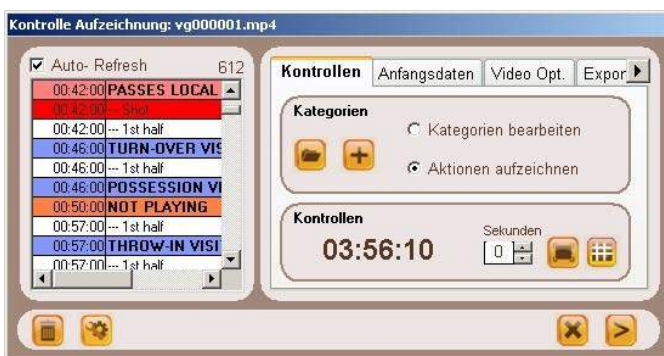 Kontrolle Aufzeichnung: vg000001.mp4
Auto- Refresh 612
00:42:00 PASSES LOCAL
00:42:00 --- Shot
00:42:00 --- 1st half
00:46:00 TURN-OVER VIS
00:46:00 --- 1st half
00:46:00 POSSESSION VI
00:50:00 NOT PLAYING
00:57:00 --- 1st half
00:57:00 THROW-IN VISI
00:57:00 --- 1st half
Kontrollen Anfangsdaten Video Opt. Expor
Kategorien
Kategorien bearbeiten
Aktionen aufzeichnen
Kontrollen
Sekunden
03:56:10 0